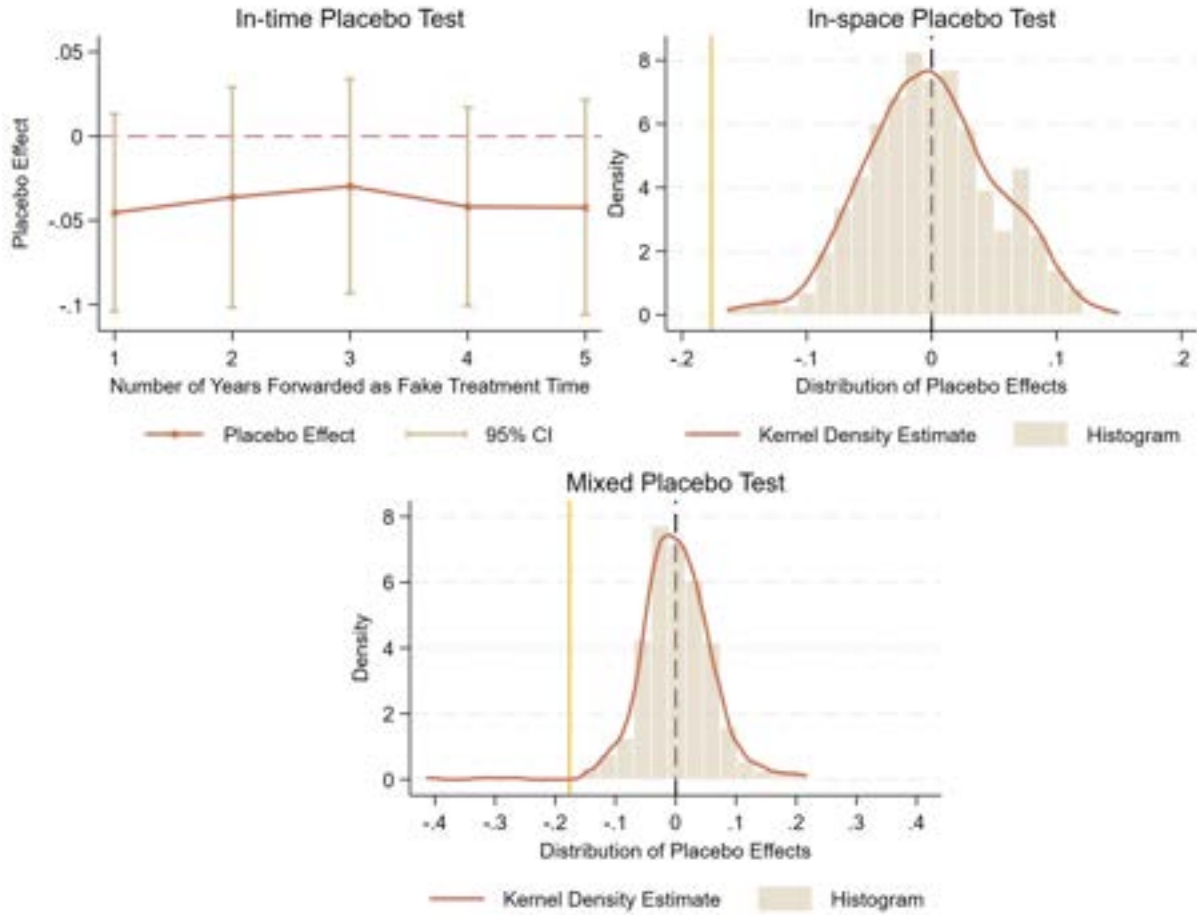 In-time Placebo Test
Placebo Effect
.05
0
-.05
-.1
1 2 3 4 5
Number of Years Forwarded as Fake Treatment Time
Placebo Effect 95% CI
In-space Placebo Test
Density
8
6
4
2
0
-.2 -.1 0 .1 .2
Distribution of Placebo Effects
Kernel Density Estimate Histogram
Mixed Placebo Test
Density
8
6
4
2
0
-.4 -.3 -.2 -.1 0 .1 .2 .3 .4
Distribution of Placebo Effects
Kernel Density Estimate Histogram